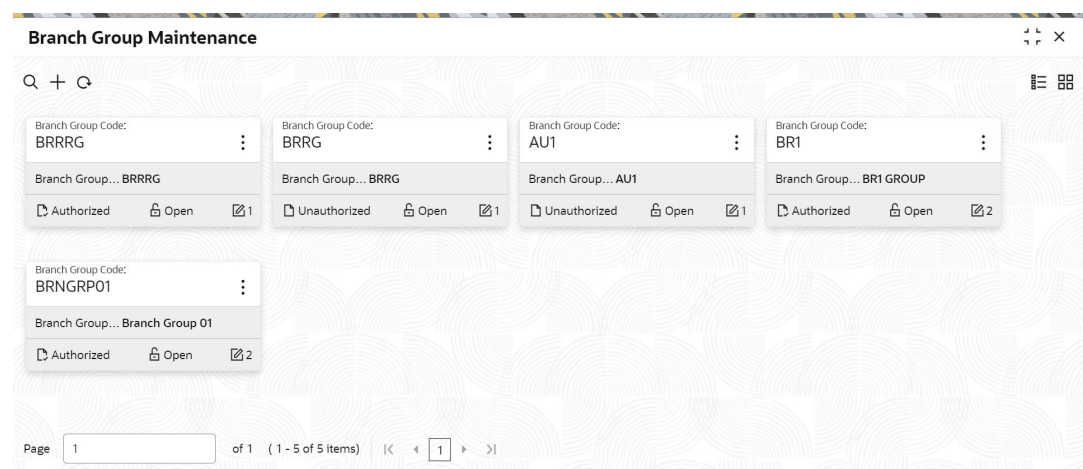 Branch Group Maintenance
Branch Group Code:
BRRRG
Branch Group... BRRRG
Authorized Open 1
Branch Group Code:
BRRG
Branch Group... BRRG
Unauthorized Open 1
Branch Group Code:
AU1
Branch Group... AU1
Unauthorized Open 1
Branch Group Code:
BR1
Branch Group... BR1 GROUP
Authorized Open 2
Branch Group Code:
BRNGRP01
Branch Group... Branch Group 01
Authorized Open 2
Page 1 of 1 ( 1 - 5 of 5 items) 1